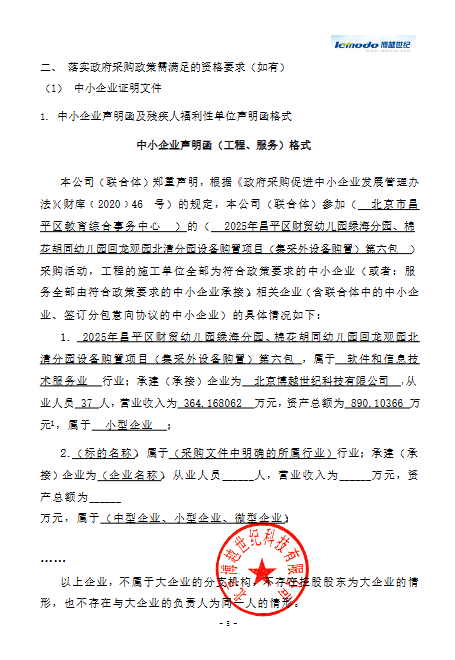 lemodo 博越世纪
二、 落实政府采购政策需满足的资格要求（如有）
（1） 中小企业证明文件
1. 中小企业声明函及残疾人福利性单位声明函格式
中小企业声明函（工程、服务）格式
本公司（联合体）郑重声明，根据《政府采购促进中小企业发展管理办
法》（财库﹝2020﹞46 号）的规定，本公司（联合体）参加（ 北京市昌
平区教育综合事务中心 ）的（ 2025年昌平区财贸幼儿园绿海分园、棉
花胡同幼儿园回龙观园北清分园设备购置项目（集采外设备购置）第六包 ）
采购活动，工程的施工单位全部为符合政策要求的中小企业（或者：服
务全部由符合政策要求的中小企业承接）。相关企业（含联合体中的中小企
业、签订分包意向协议的中小企业）的具体情况如下：
1. 2025年昌平区财贸幼儿园绿海分园、棉花胡同幼儿园回龙观园北
清分园设备购置项目（集采外设备购置）第六包 ，属于 软件和信息技
术服务业 行业；承建（承接）企业为 北京博越世纪科技有限公司 ，从
业人员 37 人，营业收入为 364.168062 万元，资产总额为 890.10366 万
元¹，属于 小型企业 ；
2.（标的名称），属于（采购文件中明确的所属行业）行业；承建（承
接）企业为（企业名称），从业人员______人，营业收入为______万元，资
产总额为______
万元，属于（中型企业、小型企业、微型企业）；
……
以上企业，不属于大企业的分支机构，不存在控股股东为大企业的情
形，也不存在与大企业的负责人为同一人的情形。
北京博越世纪科技有限公司
- 5 -